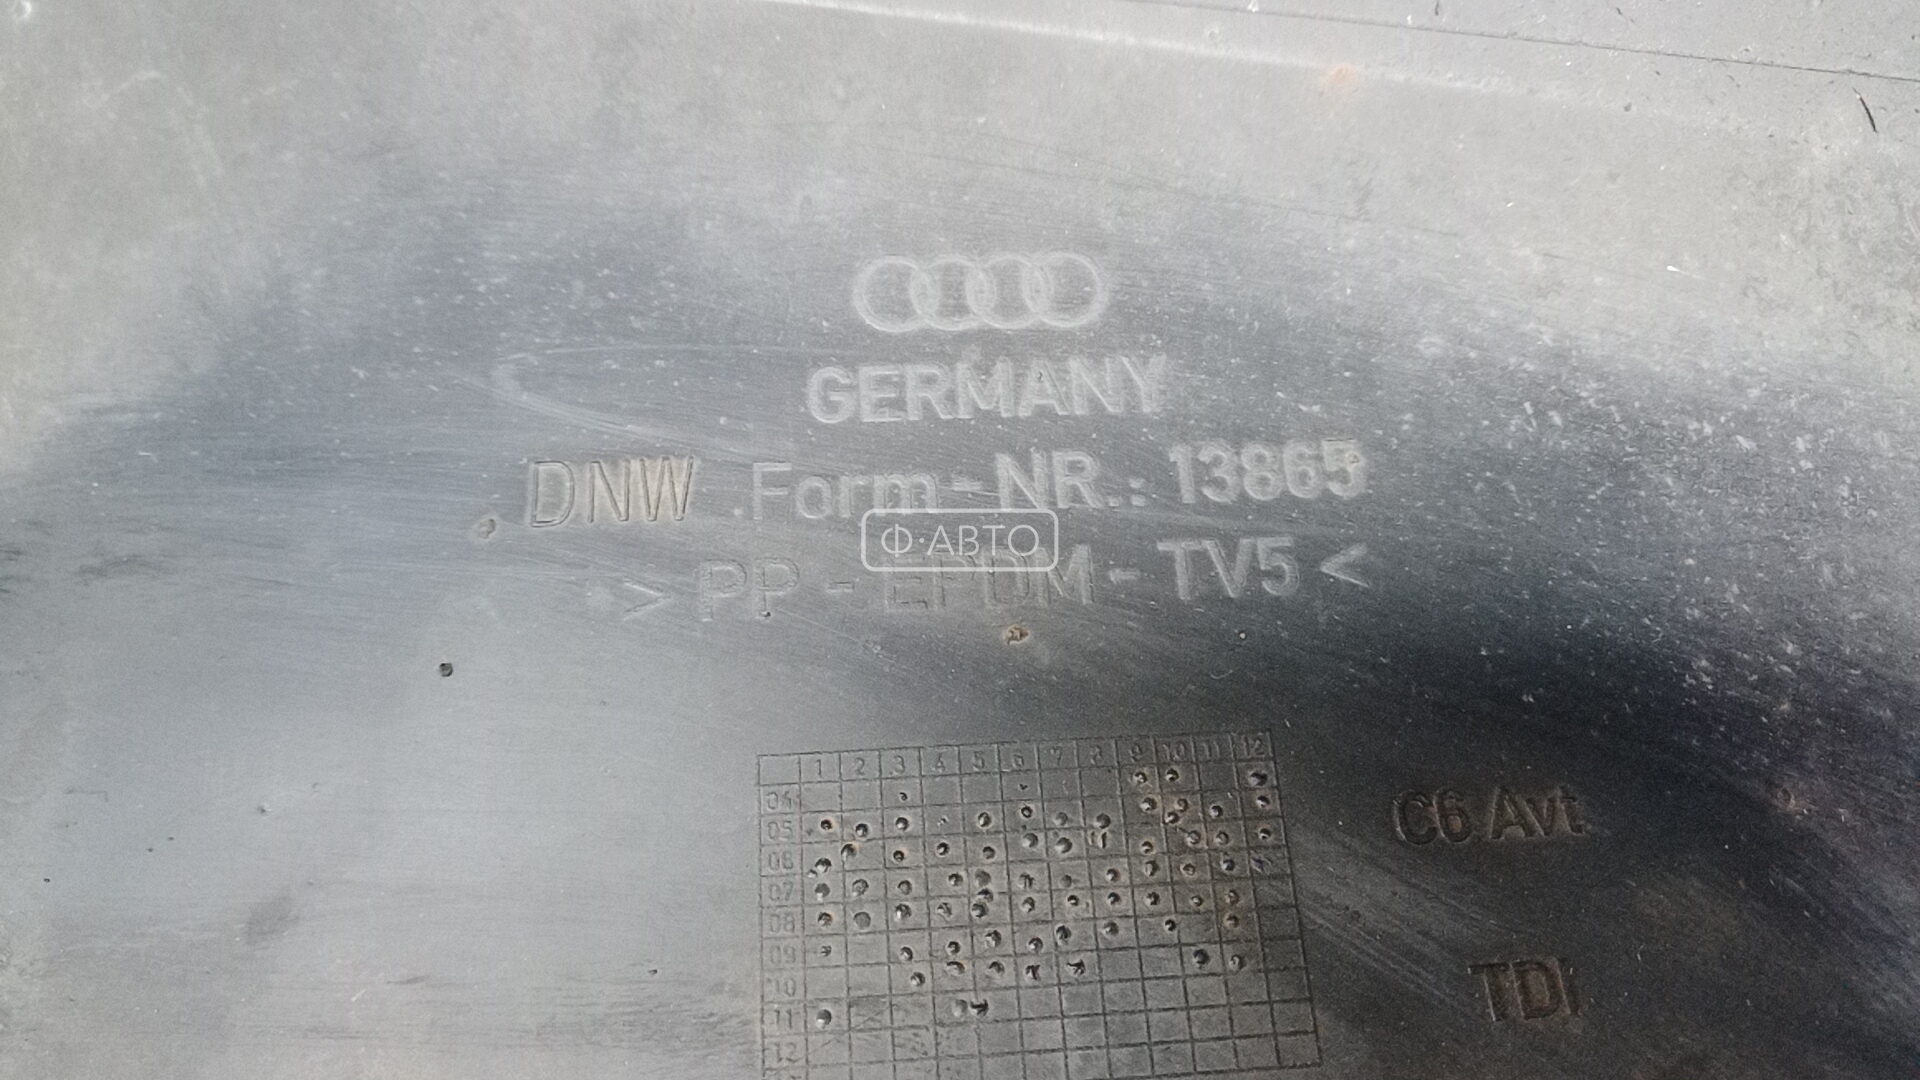 GERMANY
DNW Form-NR.: 13865
Ф·АВТО
> PP - EPDM - TV5 <
1 2 3 4 5 6 7 8 9 10 11 12
04
05
06
07
08
09
10
11
12
C6 Avt
TDI